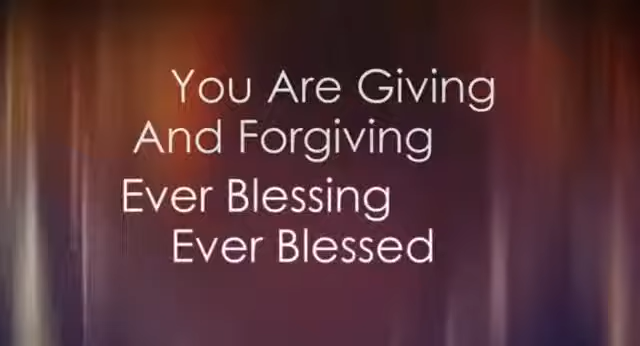 You Are Giving
And Forgiving
Ever Blessing
Ever Blessed